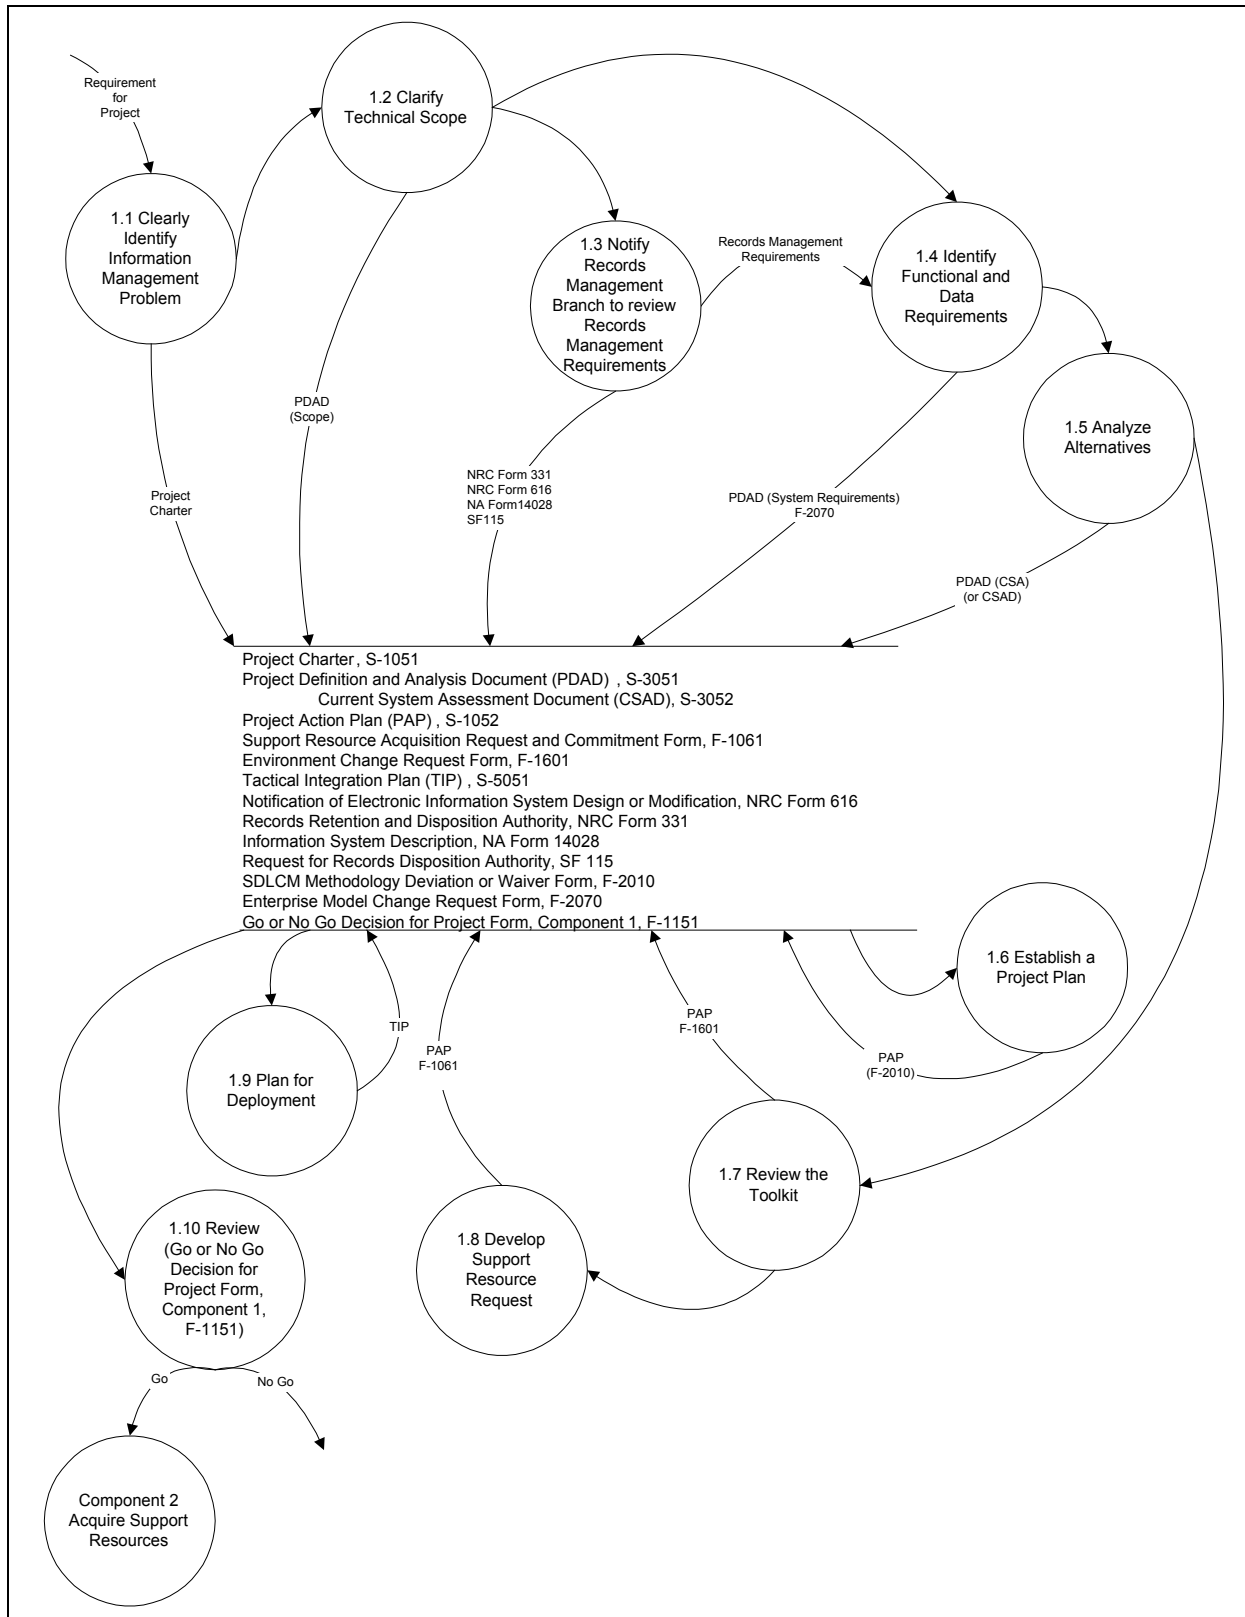 Requirement
for
Project
1.2 Clarify
Technical Scope
1.1 Clearly
Identify
Information
Management
Problem
1.3 Notify
Records
Management
Branch to review
Records
Management
Requirements
Records Management
Requirements
1.4 Identify
Functional and
Data
Requirements
1.5 Analyze
Alternatives
PDAD
(Scope)
Project
Charter
NRC Form 331
NRC Form 616
NA Form14028
SF115
PDAD (System Requirements)
F-2070
PDAD (CSA)
(or CSAD)
Project Charter , S-1051
Project Definition and Analysis Document (PDAD) , S-3051
Current System Assessment Document (CSAD), S-3052
Project Action Plan (PAP) , S-1052
Support Resource Acquisition Request and Commitment Form, F-1061
Environment Change Request Form, F-1601
Tactical Integration Plan (TIP) , S-5051
Notification of Electronic Information System Design or Modification, NRC Form 616
Records Retention and Disposition Authority, NRC Form 331
Information System Description, NA Form 14028
Request for Records Disposition Authority, SF 115
SDLCM Methodology Deviation or Waiver Form, F-2010
Enterprise Model Change Request Form, F-2070
Go or No Go Decision for Project Form, Component 1, F-1151
1.6 Establish a
Project Plan
PAP
(F-2010)
PAP
F-1601
TIP
PAP
F-1061
1.9 Plan for
Deployment
1.7 Review the
Toolkit
1.8 Develop
Support
Resource
Request
1.10 Review
(Go or No Go
Decision for
Project Form,
Component 1,
F-1151)
Go
No Go
Component 2
Acquire Support
Resources